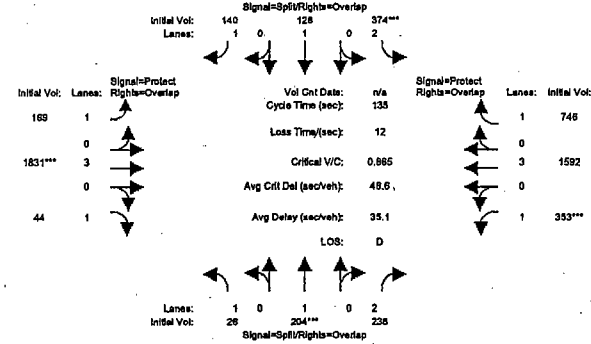 Signal=Split/Rights=Overlap
Initial Vol: 140 128 374***
Lanes: 1 0 1 0 2
Signal=Protect
Initial Vol: Lanes: Rights=Overlap
Vol Cnt Date: n/a
Signal=Protect
Rights=Overlap Lanes: Initial Vol:
Cycle Time (sec): 135
169 1
1 746
Loss Time/(sec): 12
0
0
1831*** 3
Critical V/C: 0.865
3 1592
0
Avg Crit Del (sec/veh): 48.6
0
44 1
Avg Delay (sec/veh): 35.1
1 353***
LOS: D
Lanes: 1 0 1 0 2
Initial Vol: 26 204*** 238
Signal=Split/Rights=Overlap